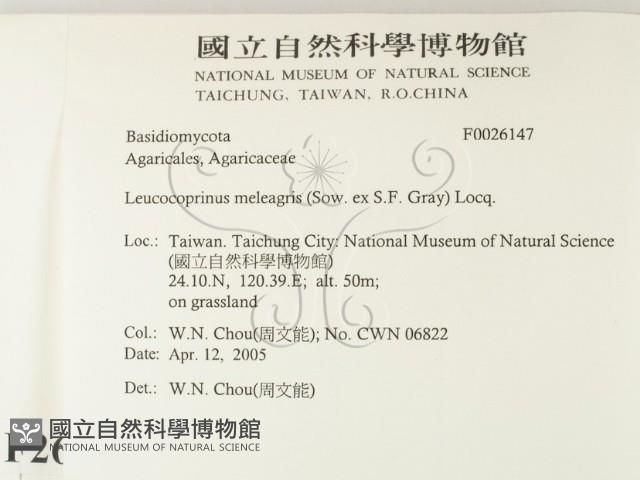 國立自然科學博物館
NATIONAL MUSEUM OF NATURAL SCIENCE
TAICHUNG, TAIWAN, R.O.CHINA
Basidiomycota F0026147
Agaricales, Agaricaceae
Leucocoprinus meleagris (Sow. ex S.F. Gray) Locq.
Loc.: Taiwan. Taichung City: National Museum of Natural Science
(國立自然科學博物館)
24.10.N, 120.39.E; alt. 50m;
on grassland
Col.: W.N. Chou(周文能); No. CWN 06822
Date: Apr. 12, 2005
Det.: W.N. Chou(周文能)
國立自然科學博物館
NATIONAL MUSEUM OF NATURAL SCIENCE